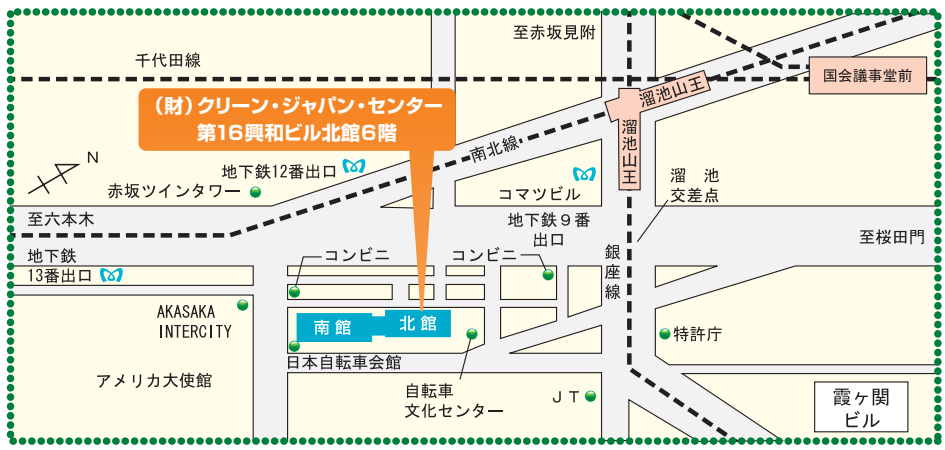 至赤坂見附
千代田線
国会議事堂前
溜池山王
(財)クリーン・ジャパン・センター
第16興和ビル北館6階
溜池山王
南北線
N
地下鉄12番出口
赤坂ツインタワー
コマツビル
溜 池
交差点
至六本木
地下鉄9番
出口
至桜田門
地下鉄
13番出口
コンビニ
コンビニ
銀座線
AKASAKA
INTERCITY
南館
北館
特許庁
日本自転車会館
アメリカ大使館
自転車
文化センター
JT
霞ヶ関
ビル